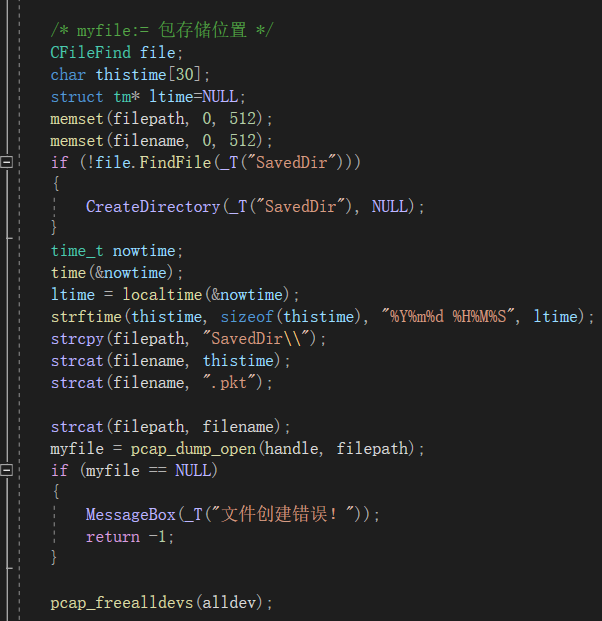 /* myfile:= 包存储位置 */
CFileFind file;
char thistime[30];
struct tm* ltime=NULL;
memset(filepath, 0, 512);
memset(filename, 0, 512);
if (!file.FindFile(_T("SavedDir")))
{
CreateDirectory(_T("SavedDir"), NULL);
}
time_t nowtime;
time(&nowtime);
ltime = localtime(&nowtime);
strftime(thistime, sizeof(thistime), "%Y%m%d %H%M%S", ltime);
strcpy(filepath, "SavedDir\\");
strcat(filename, thistime);
strcat(filename, ".pkt");
strcat(filepath, filename);
myfile = pcap_dump_open(handle, filepath);
if (myfile == NULL)
{
MessageBox(_T("文件创建错误！"));
return -1;
}
pcap_freealldevs(alldev);